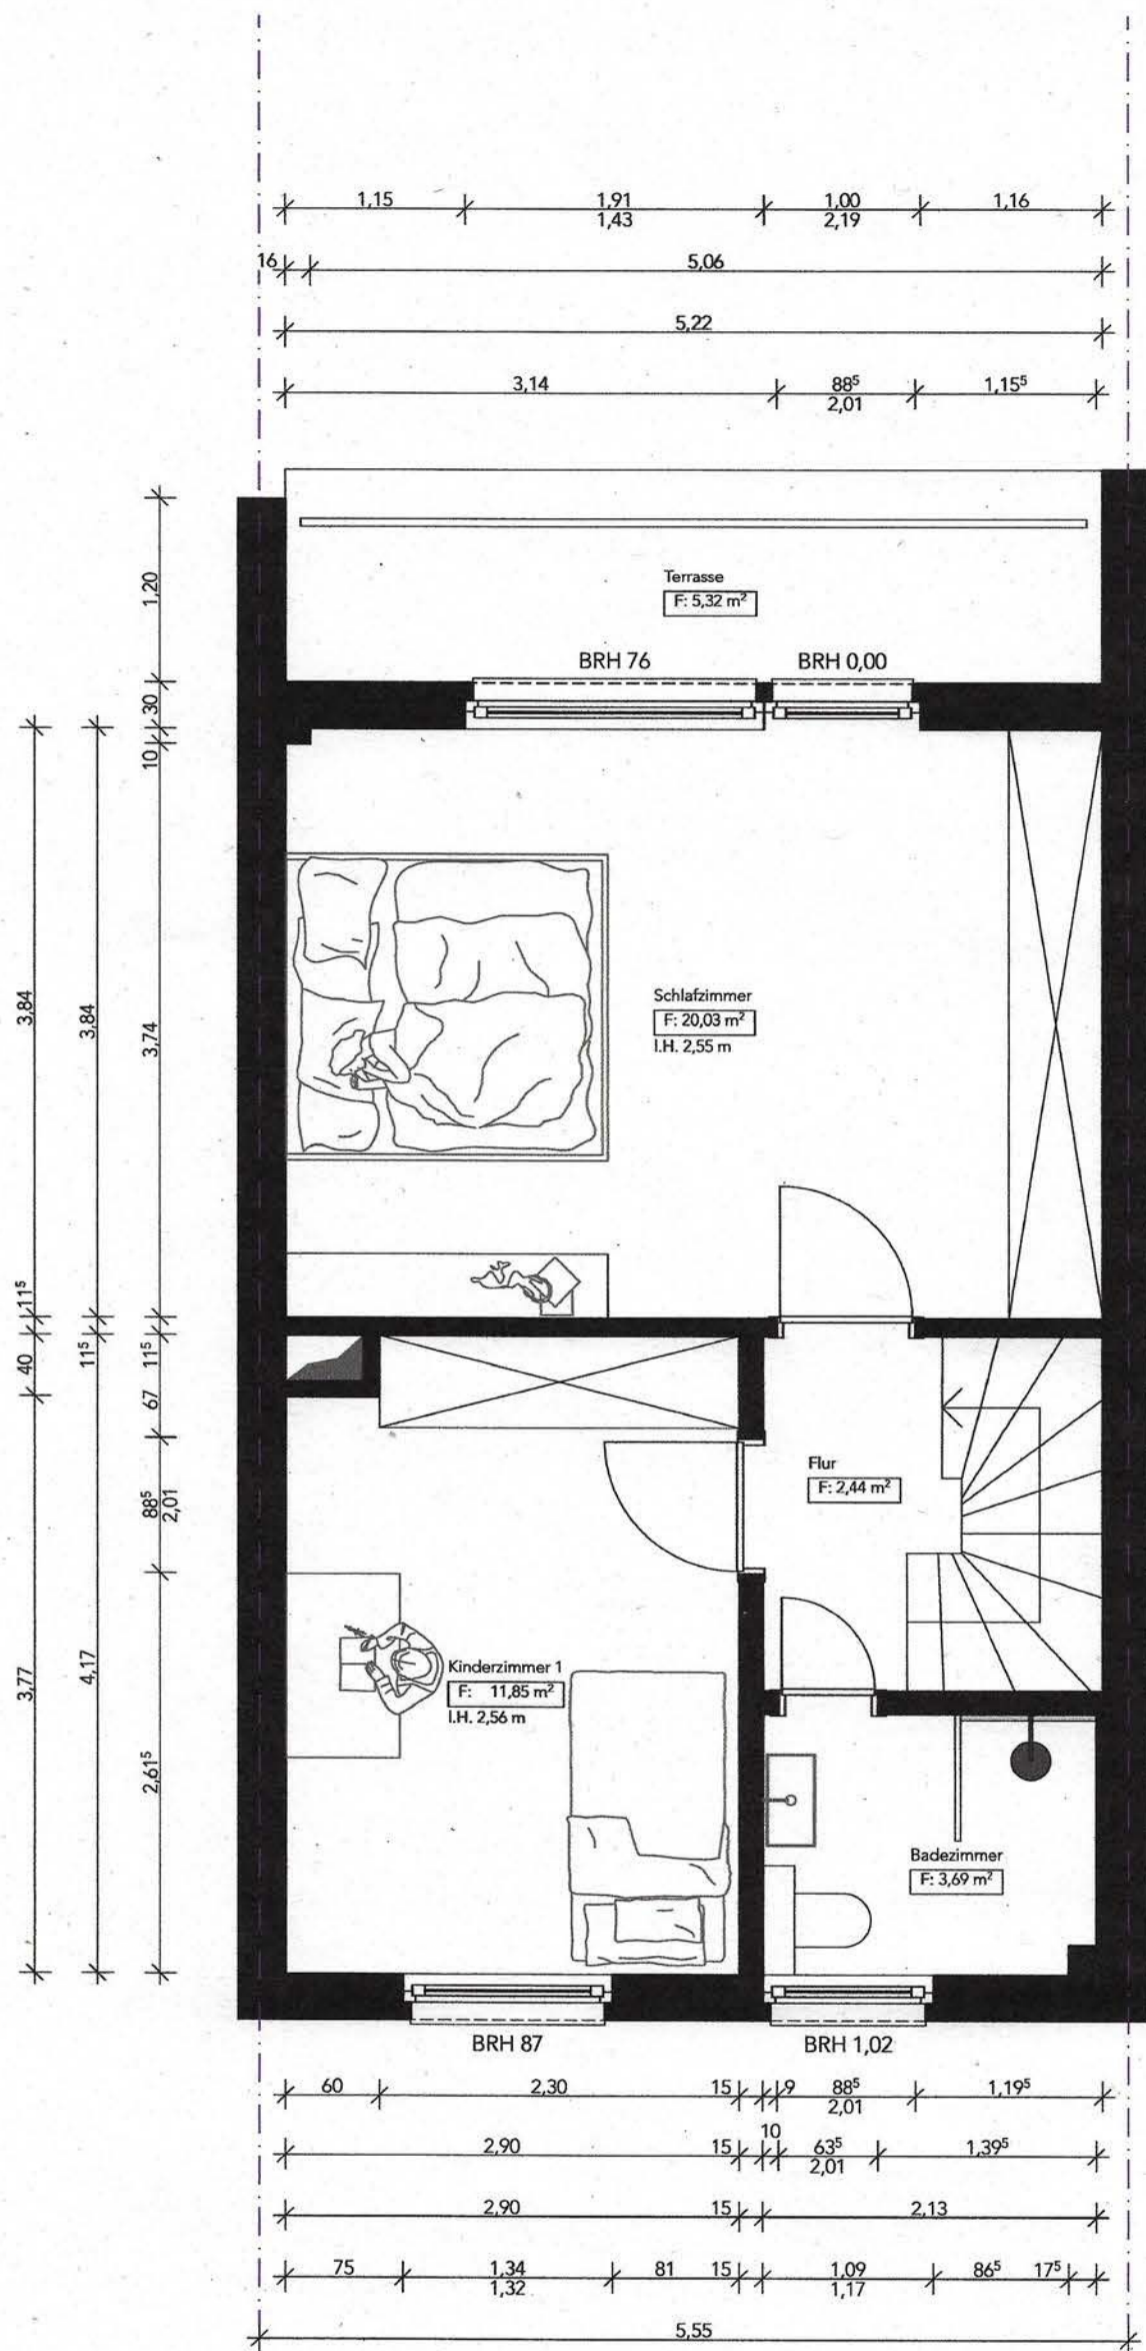 1,15 1,91 1,00 1,16
1,43 2,19
16 5,06
5,22
3,14 88⁵ 1,15⁵
2,01
1,20
Terrasse
F: 5,32 m²
BRH 76 BRH 0,00
30
10
3,84 3,84 3,74
Schlafzimmer
F: 20,03 m²
I.H. 2,55 m
11⁵
40 11⁵ 11⁵
67
88⁵
2,01
Flur
F: 2,44 m²
3,77 4,17
2,61⁵
Kinderzimmer 1
F: 11,85 m²
I.H. 2,56 m
Badezimmer
F: 3,69 m²
BRH 87 BRH 1,02
60 2,30 15 9 88⁵ 1,19⁵
2,01
10
2,90 15 63⁵ 1,39⁵
2,01
2,90 15 2,13
75 1,34 81 15 1,09 86⁵ 17⁵
1,32 1,17
5,55